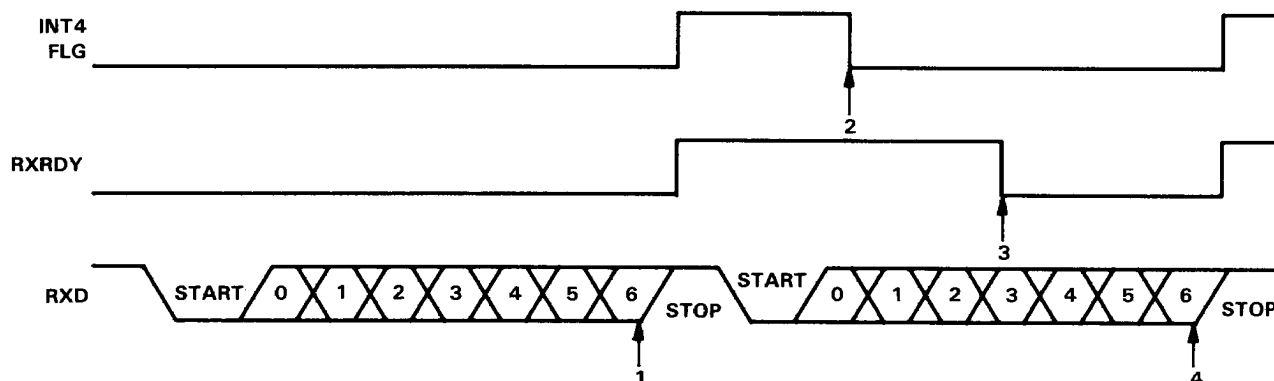 INT4
FLG
2
RXRDY
3
RXD START 0 1 2 3 4 5 6 STOP START 0 1 2 3 4 5 6 STOP
1 4